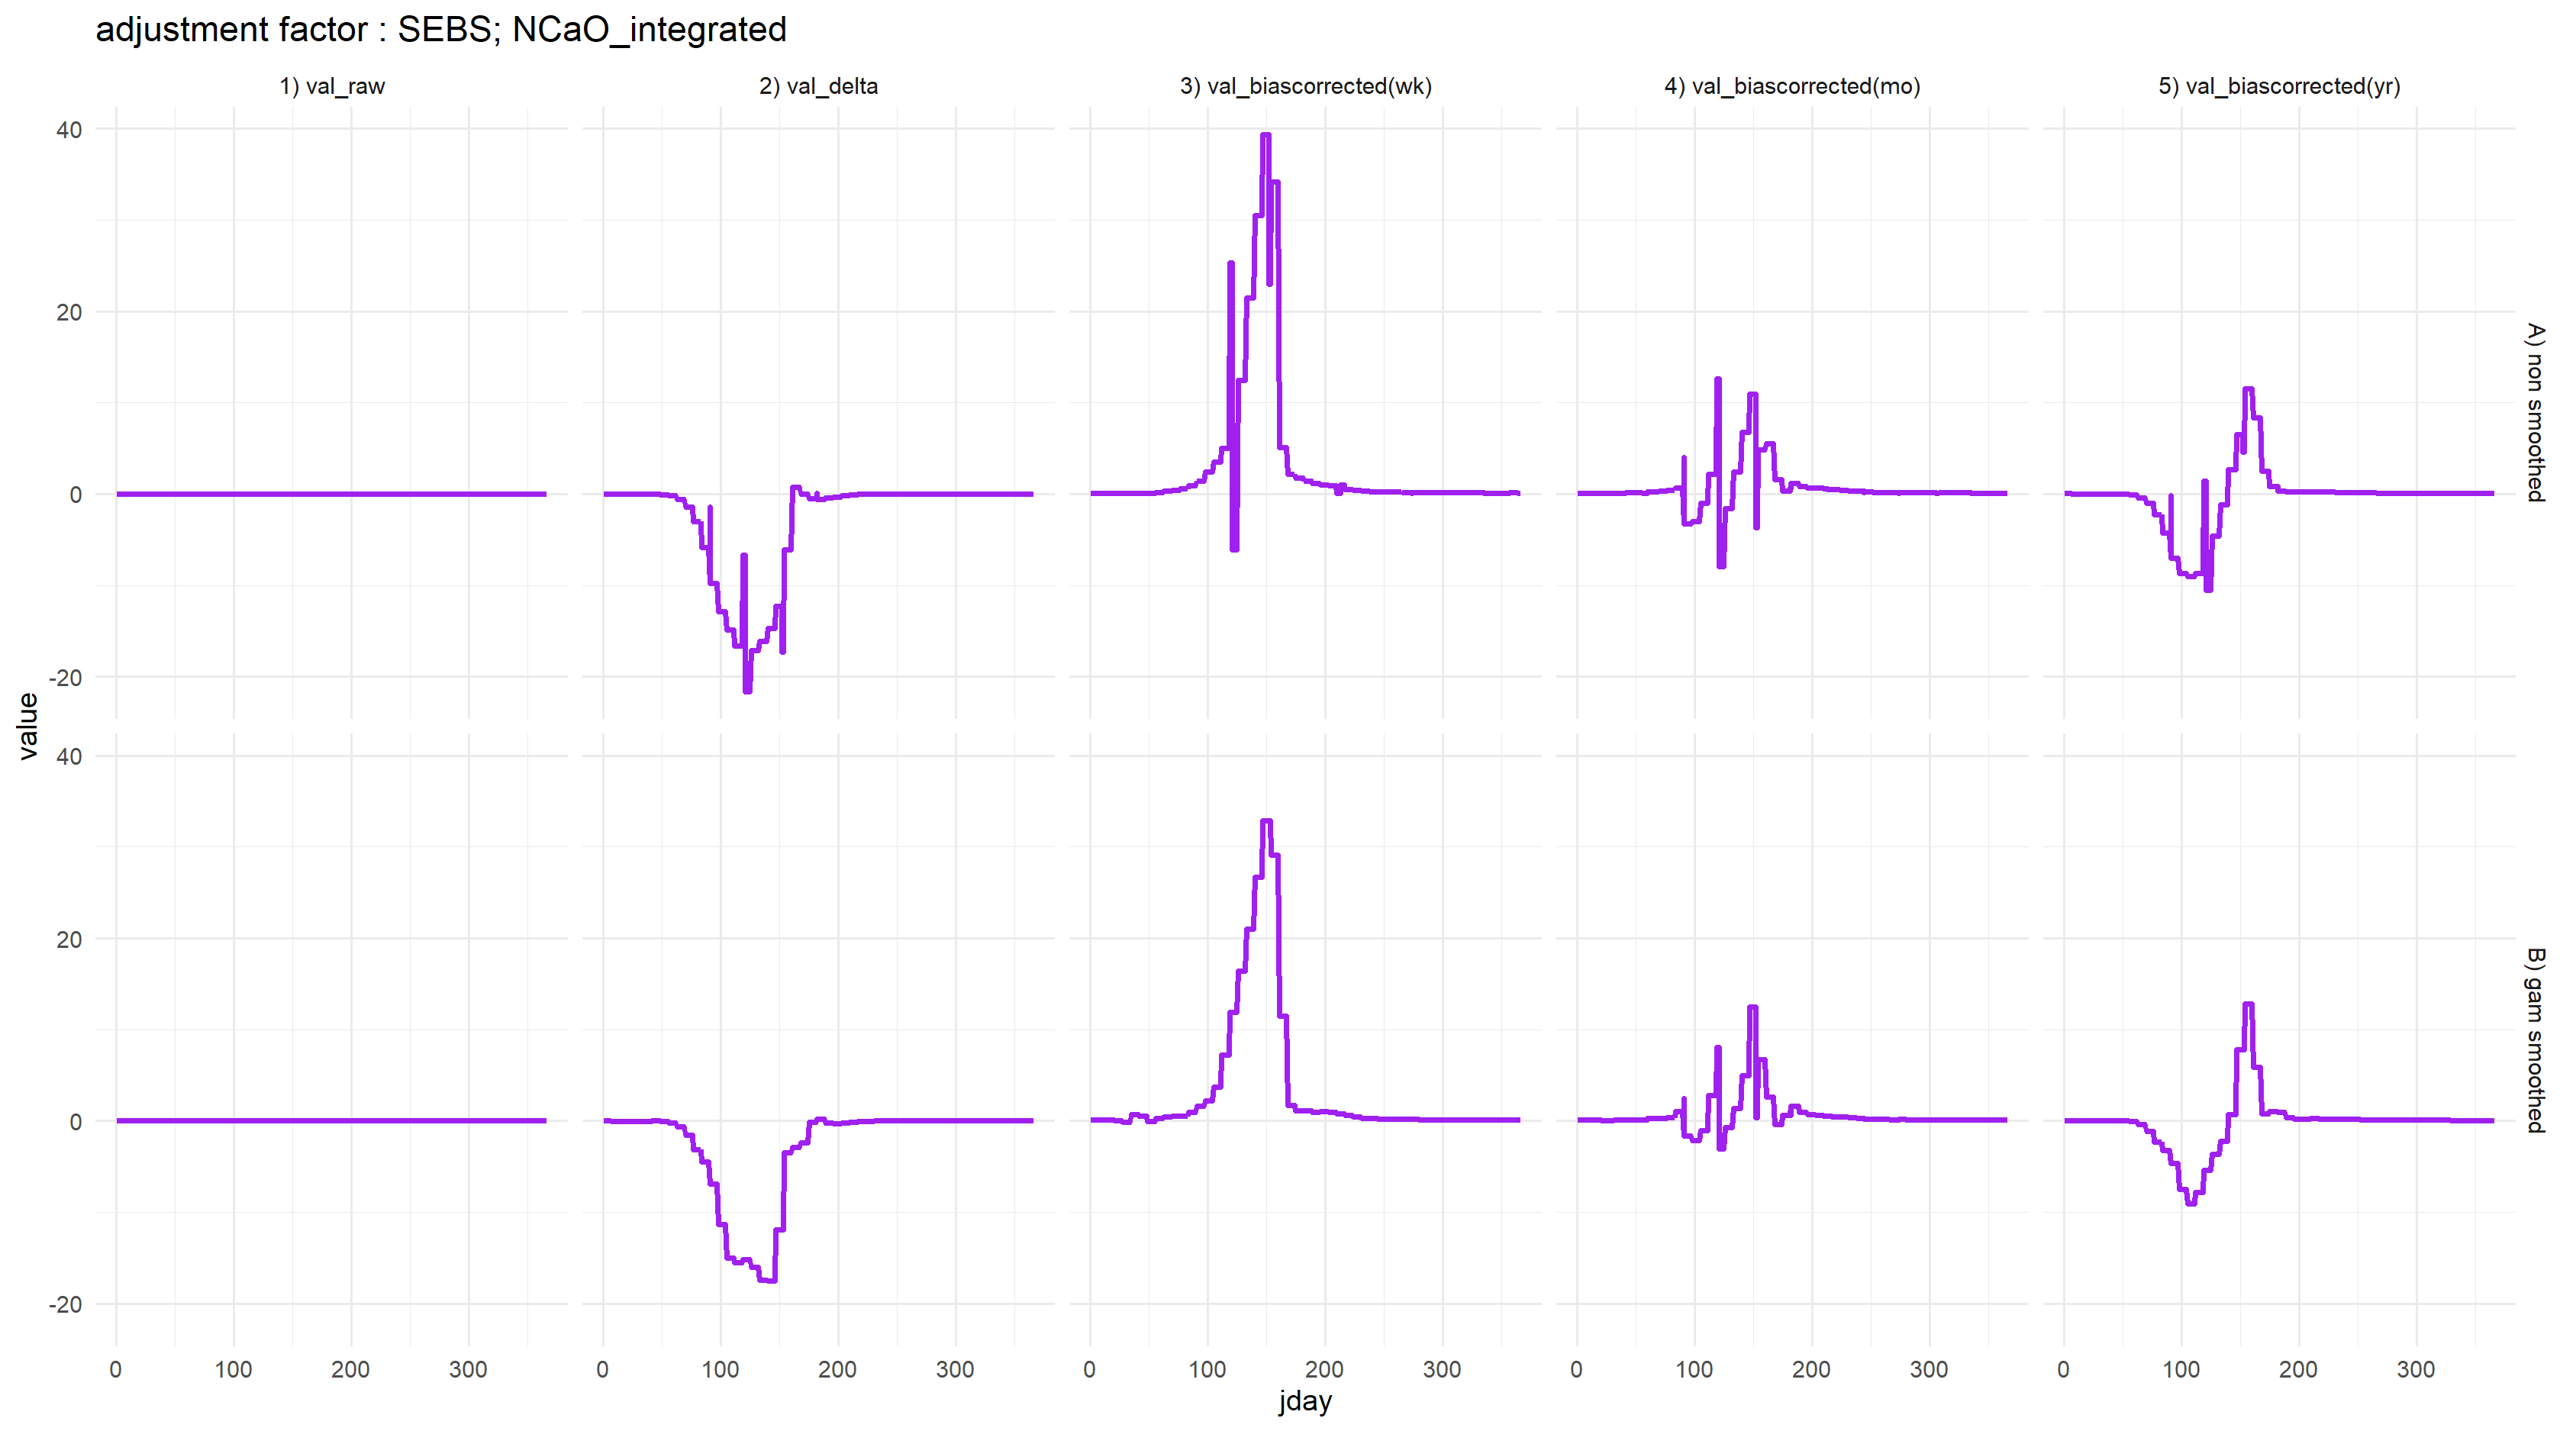 adjustment factor : SEBS; NCaO_integrated
1) val_raw
2) val_delta
3) val_biascorrected(wk)
4) val_biascorrected(mo)
5) val_biascorrected(yr)
40
20
0
-20
A) non smoothed
value
40
20
0
-20
B) gam smoothed
0 100 200 300
0 100 200 300
0 100 200 300
0 100 200 300
0 100 200 300
jday